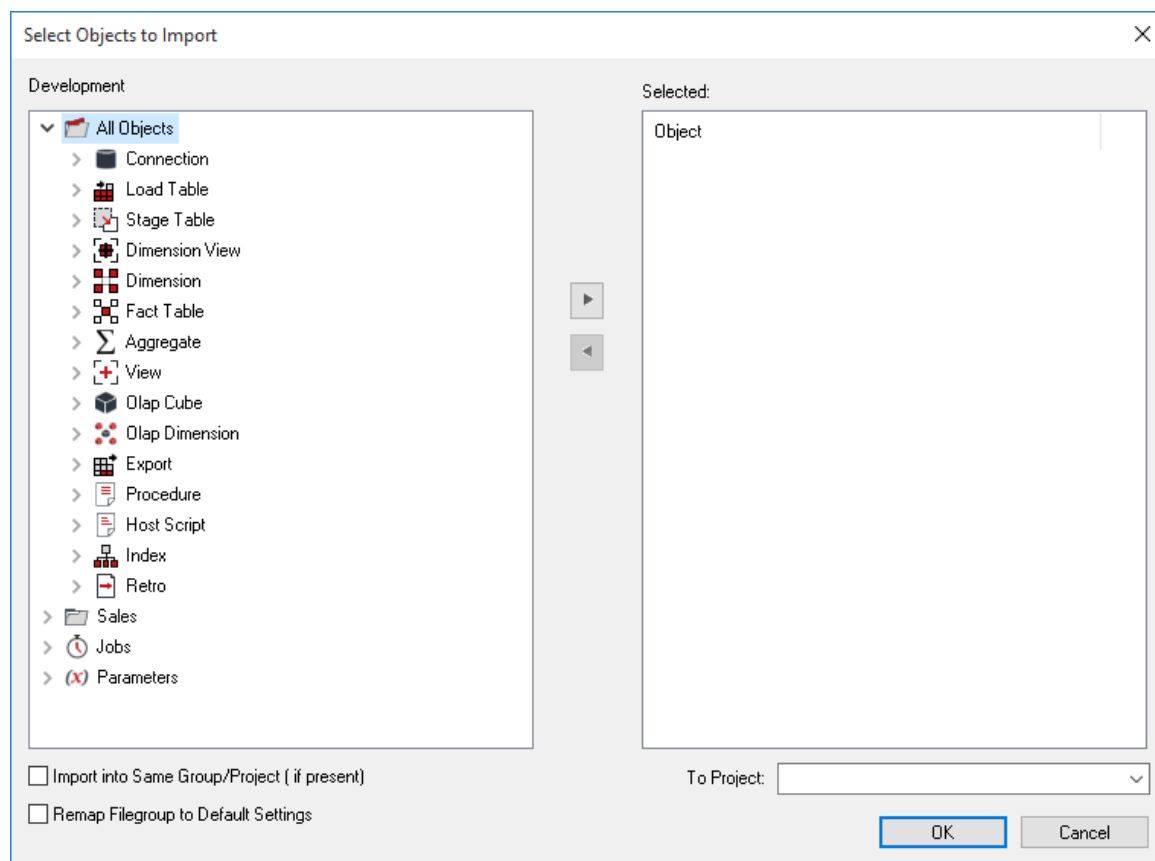 Select Objects to Import
Development
Selected:
All Objects
Object
Connection
Load Table
Stage Table
Dimension View
Dimension
Fact Table
Aggregate
View
Olap Cube
Olap Dimension
Export
Procedure
Host Script
Index
Retro
Sales
Jobs
(x) Parameters
Import into Same Group/Project ( if present)
To Project:
Remap Filegroup to Default Settings
OK
Cancel